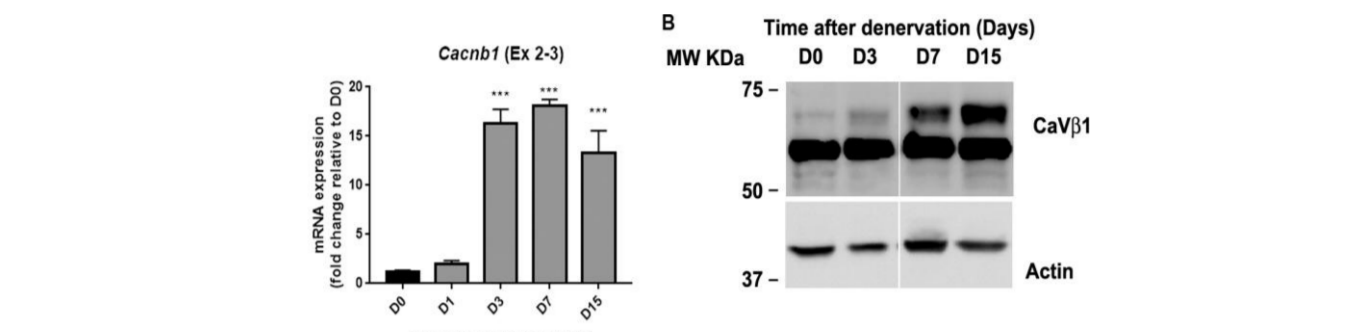 Cacnb1 (Ex 2-3)
mRNA expression
(fold change relative to D0)
20
15
10
5
0
***
***
***
D0
D1
D3
D7
D15
B
Time after denervation (Days)
MW KDa
D0
D3
D7
D15
75 –
50 –
37 –
CaVβ1
Actin